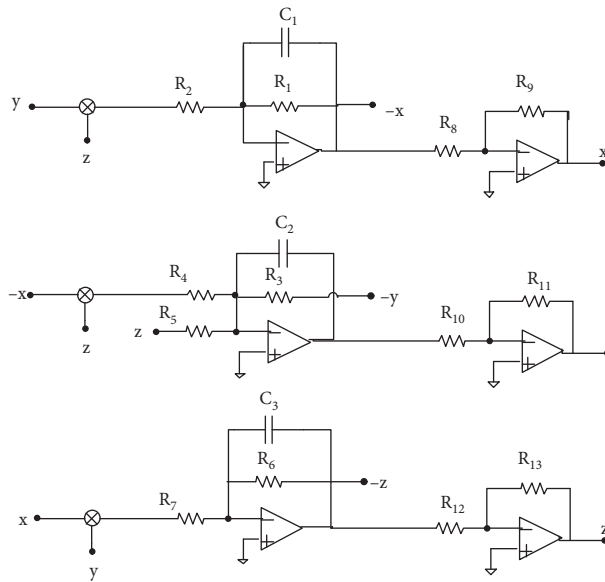 C₁
R₂
R₁
R₉
y
−x
R₈
z
x
C₂
R₄
R₃
R₁₁
−x
−y
R₅
R₁₀
z
z
C₃
R₆
R₁₃
R₇
−z
R₁₂
x
z
y